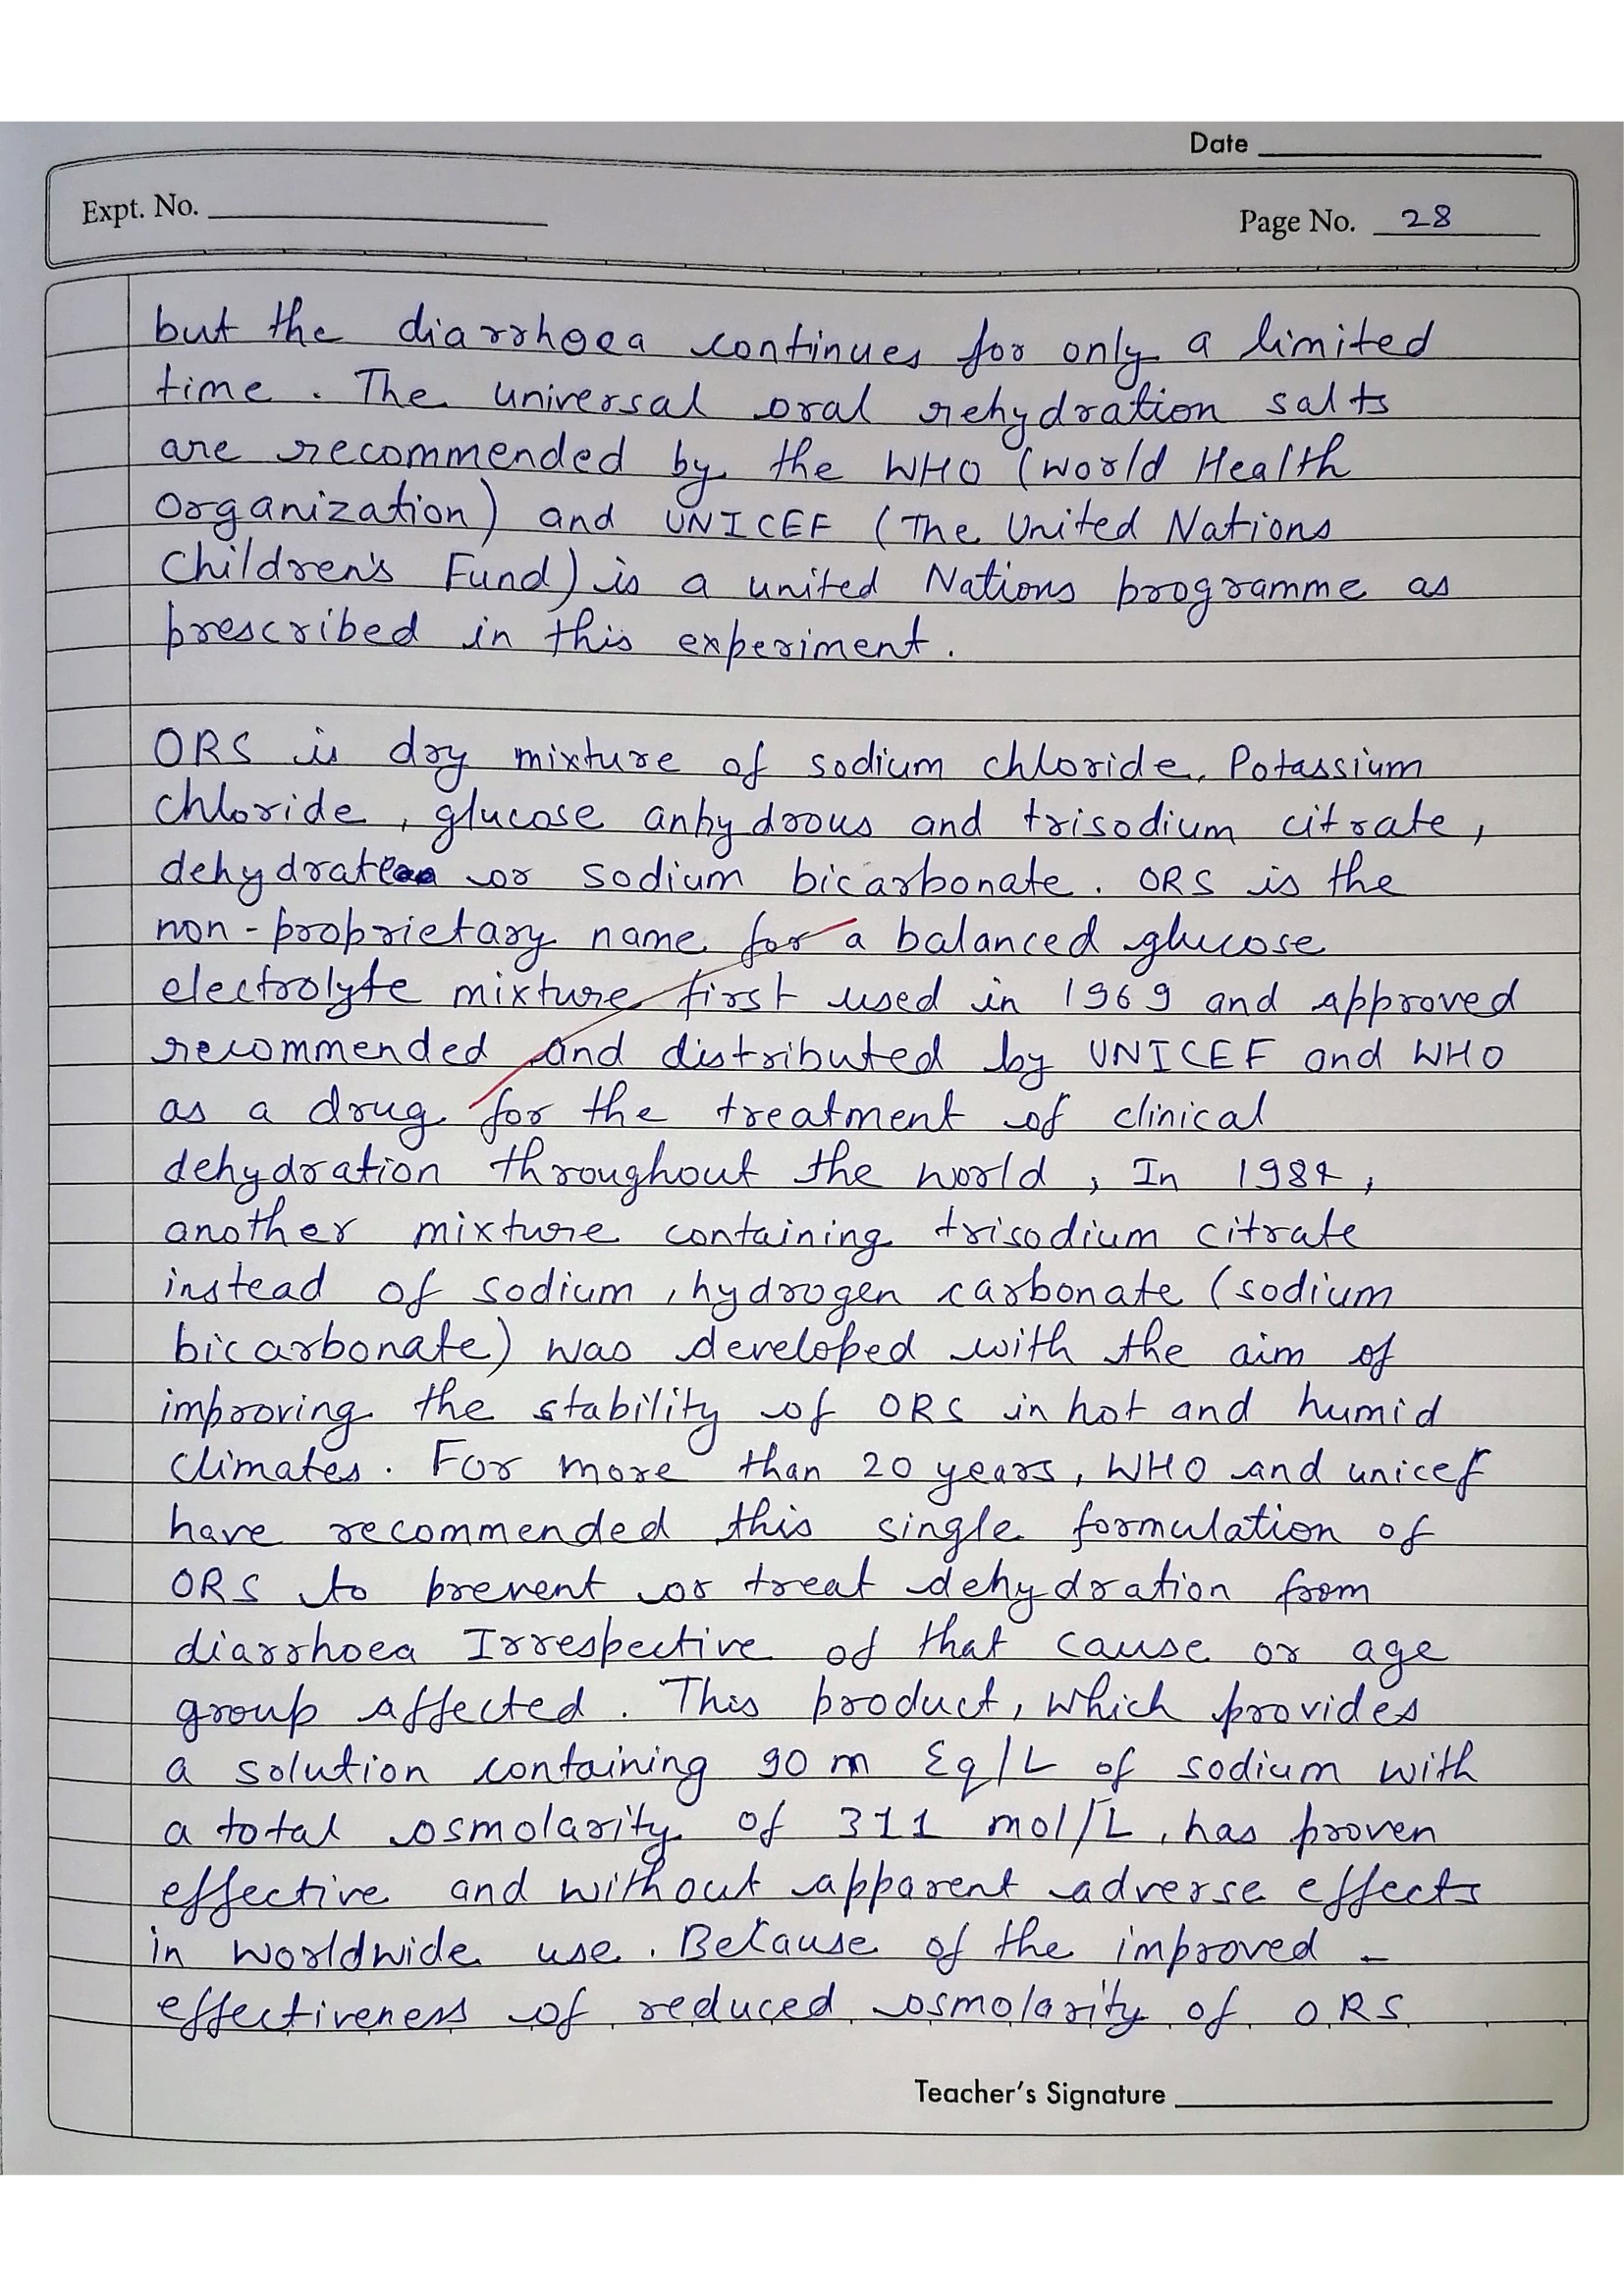 Date
Expt. No.
Page No. 28
but the diarrhoea continues for only a limited
time. The universal oral rehydration salts
are recommended by the WHO (World Health
Organization) and UNICEF (The United Nations
Children's Fund) is a united Nations programme as
prescribed in this experiment.
ORS is dry mixture of sodium chloride, Potassium
chloride, glucose anhydrous and trisodium citrate,
dehydrate or sodium bicarbonate. ORS is the
non-proprietary name for a balanced glucose
electrolyte mixture first used in 1969 and approved
recommended and distributed by UNICEF and WHO
as a drug for the treatment of clinical
dehydration throughout the world, In 1984,
another mixture containing trisodium citrate
instead of sodium, hydrogen carbonate (sodium
bicarbonate) was developed with the aim of
improving the stability of ORS in hot and humid
climates. For more than 20 years, WHO and unicef
have recommended this single formulation of
ORS to prevent or treat dehydration from
diarrhoea Irrespective of that cause or age
group affected. This product, which provides
a solution containing 90 m Eq/L of sodium with
a total osmolarity of 311 mol/L, has proven
effective and without apparent adverse effects
in worldwide use. Because of the improved -
effectiveness of reduced osmolarity of ORS
Teacher's Signature